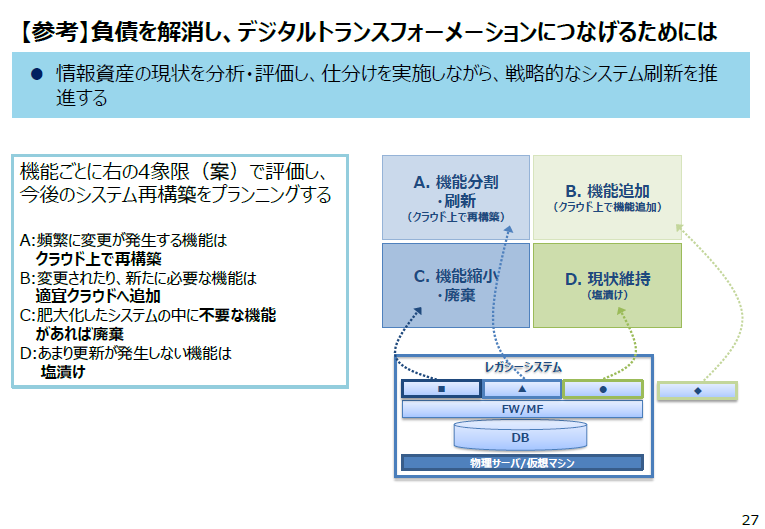 【参考】負債を解消し、デジタルトランスフォーメーションにつなげるためには
● 情報資産の現状を分析・評価し、仕分けを実施しながら、戦略的なシステム刷新を推
進する
機能ごとに右の4象限（案）で評価し、
今後のシステム再構築をプランニングする
A:頻繁に変更が発生する機能は
クラウド上で再構築
B:変更されたり、新たに必要な機能は
適宜クラウドへ追加
C:肥大化したシステムの中に不要な機能
があれば廃棄
D:あまり更新が発生しない機能は
塩漬け
A. 機能分割
・刷新
（クラウド上で再構築）
B. 機能追加
（クラウド上で機能追加）
C. 機能縮小
・廃棄
D. 現状維持
（塩漬け）
レガシーシステム
■ ▲ ● ◆
FW/MF
DB
物理サーバ/仮想マシン
27